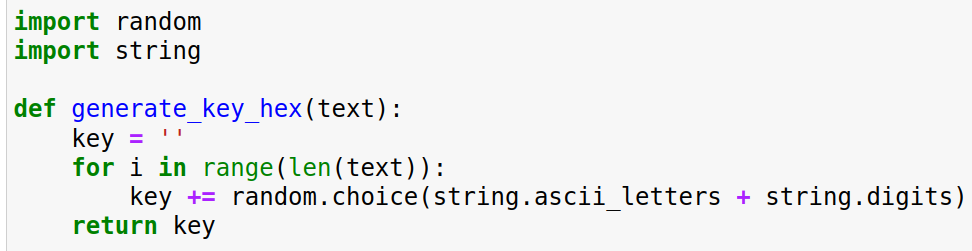 import random
import string

def generate_key_hex(text):
    key = ''
    for i in range(len(text)):
        key += random.choice(string.ascii_letters + string.digits)
    return key